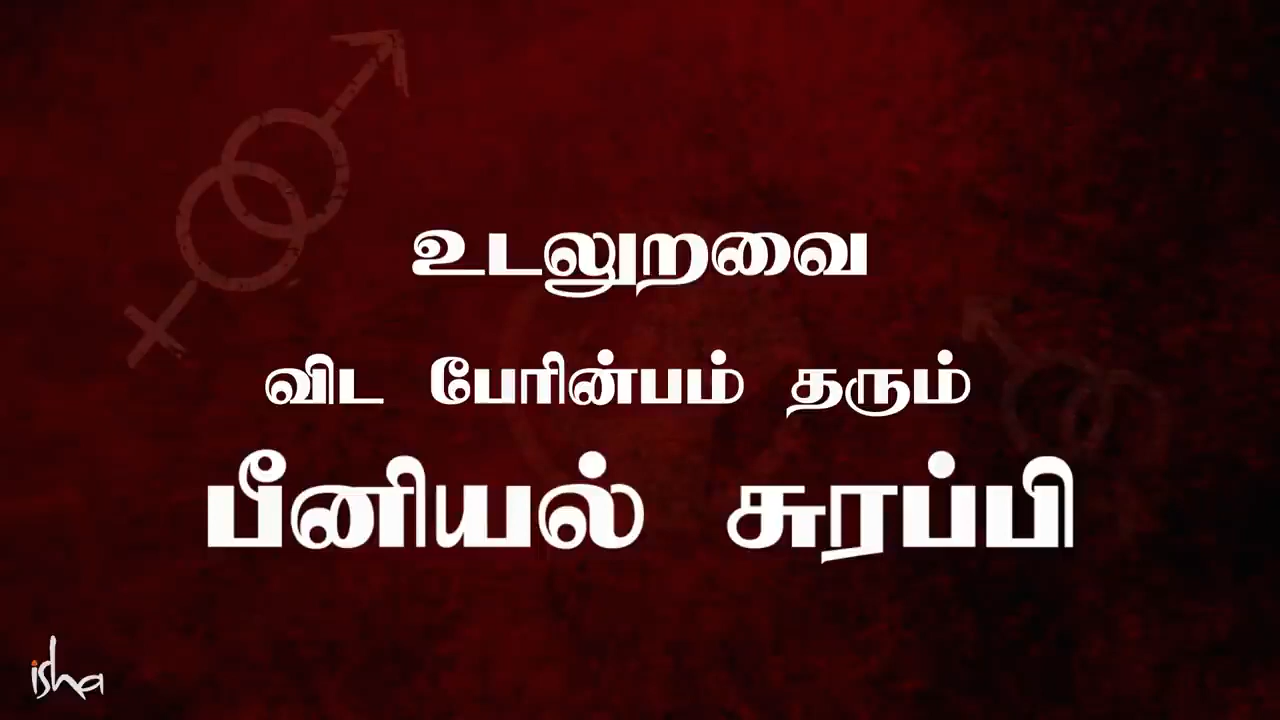 உடலுறவை
விட பேரின்பம் தரும்
பீனியல் சுரப்பி
isha